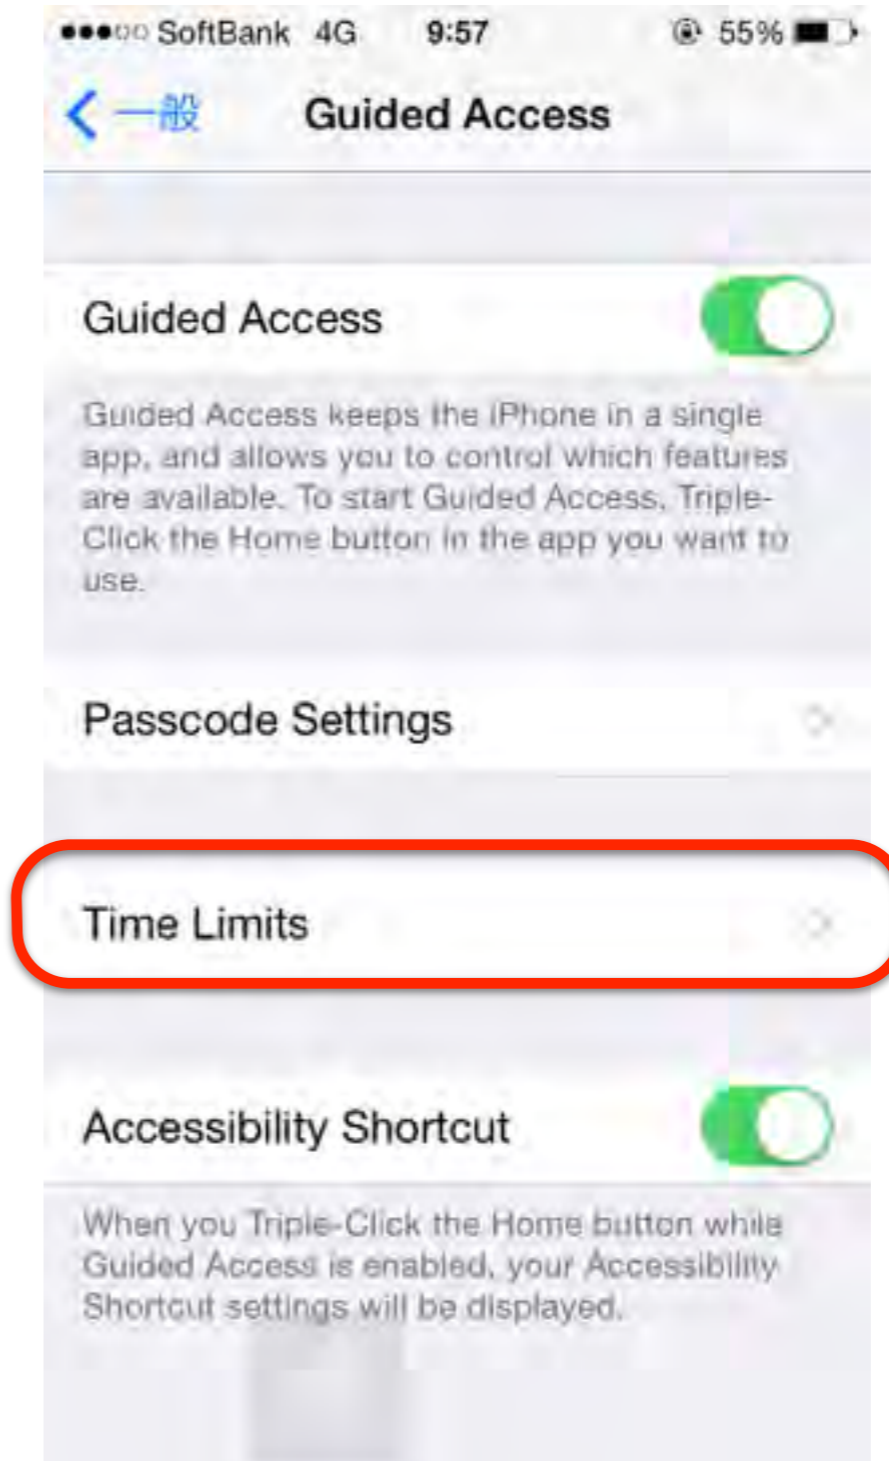 SoftBank 4G 9:57 55%
一般 Guided Access
Guided Access
Guided Access keeps the iPhone in a single
app, and allows you to control which features
are available. To start Guided Access, Triple-
Click the Home button in the app you want to
use.
Passcode Settings
Time Limits
Accessibility Shortcut
When you Triple-Click the Home button while
Guided Access is enabled, your Accessibility
Shortcut settings will be displayed.